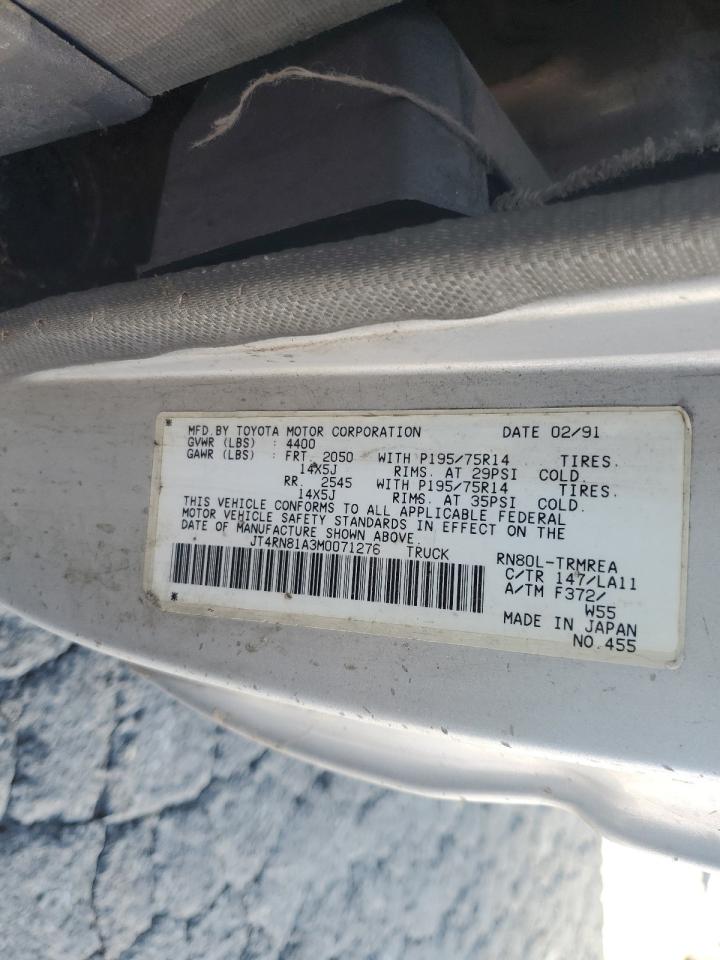 MFD.BY TOYOTA MOTOR CORPORATION DATE 02/91
GVWR (LBS) : 4400
GAWR (LBS) : FRT. 2050 WITH P195/75R14 TIRES.
14X5J RIMS. AT 29PSI COLD.
RR. 2545 WITH P195/75R14 TIRES.
14X5J RIMS. AT 35PSI COLD.
THIS VEHICLE CONFORMS TO ALL APPLICABLE FEDERAL
MOTOR VEHICLE SAFETY STANDARDS IN EFFECT ON THE
DATE OF MANUFACTURE SHOWN ABOVE.
JT4RN81A3M0071276 TRUCK
RN80L-TRMREA
C/TR 147/LA11
A/TM F372/
W55
MADE IN JAPAN
NO.455